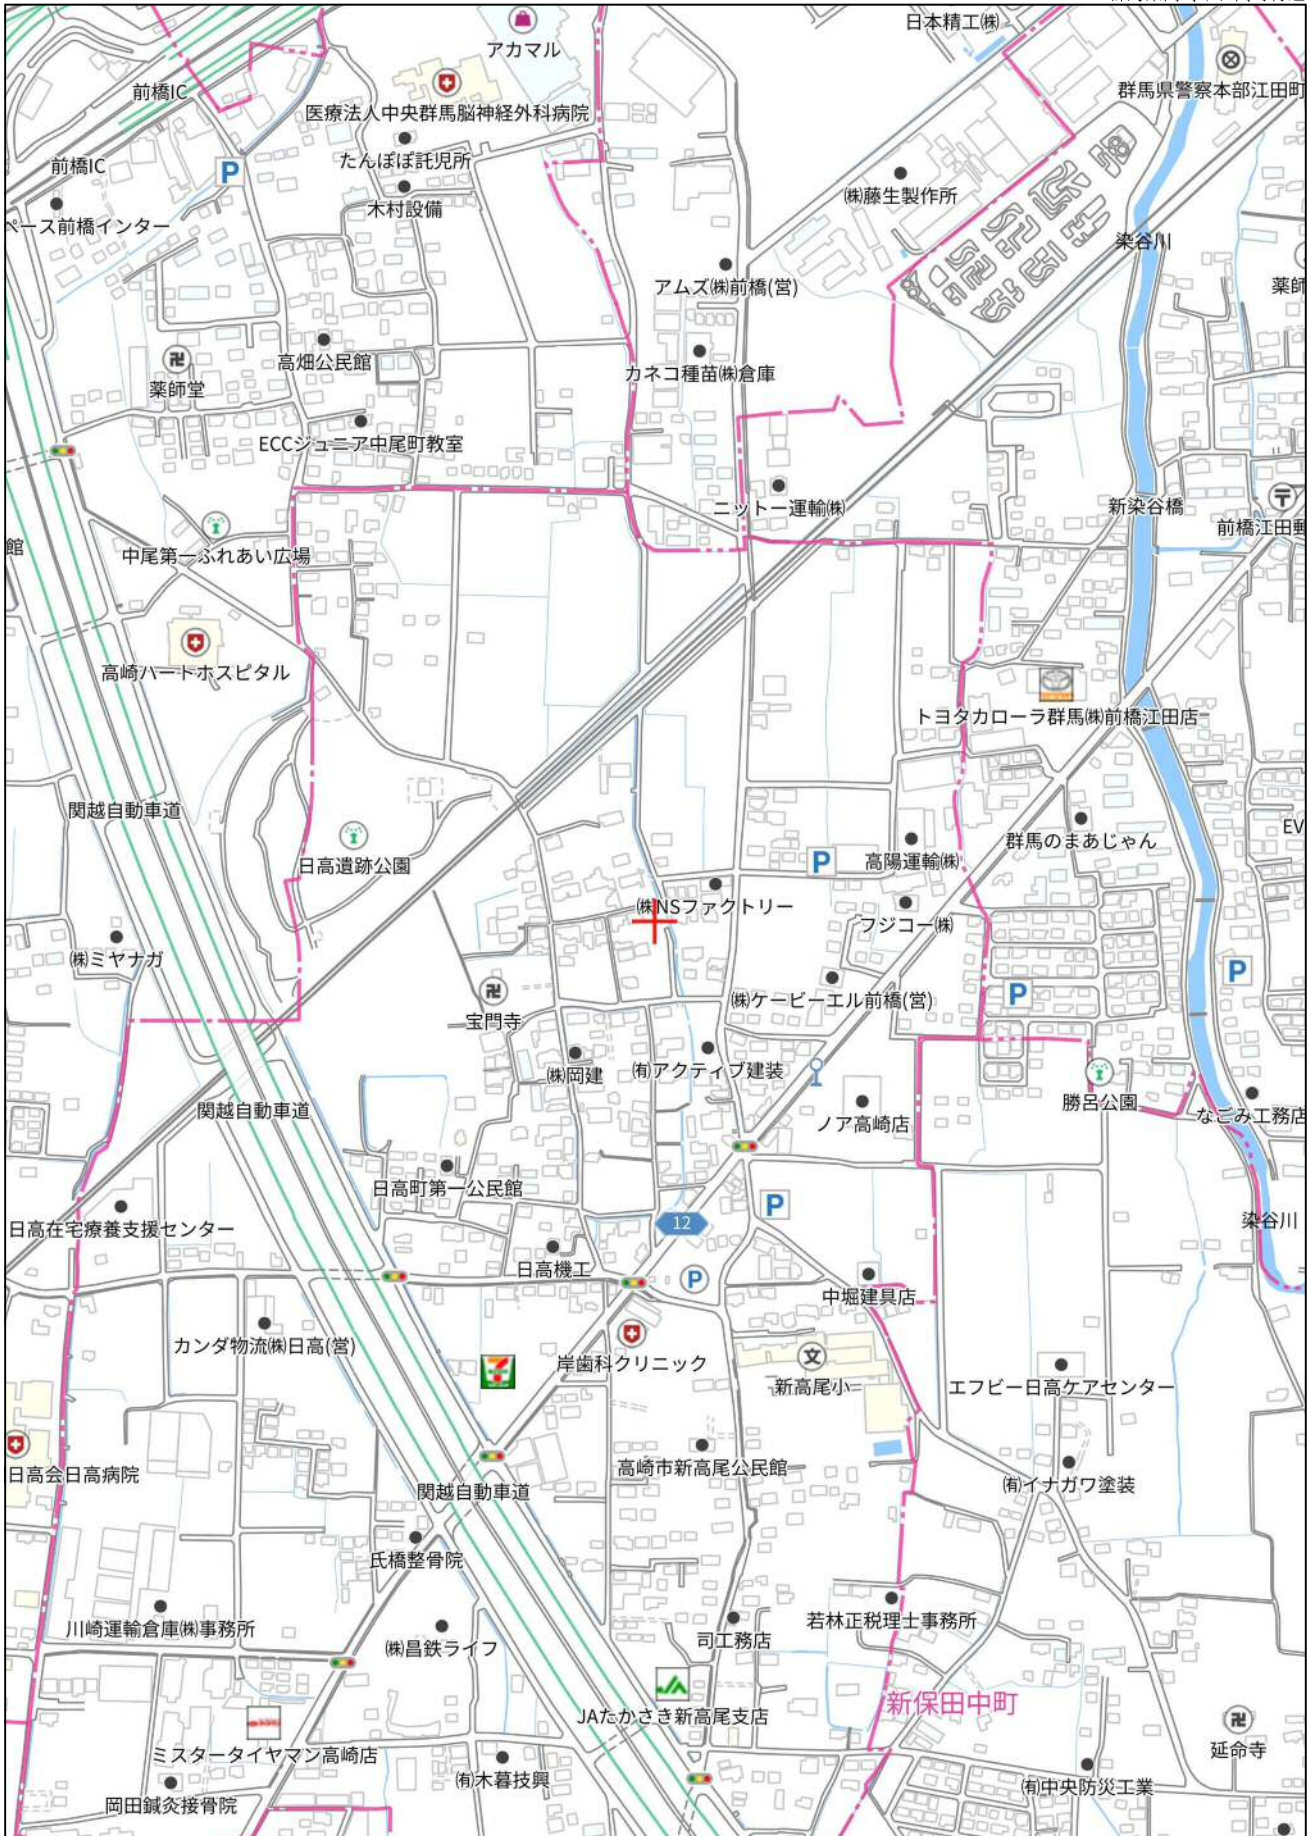 日本精工㈱
アカマル
群馬県警察本部江田町
前橋IC
医療法人中央群馬脳神経外科病院
前橋IC
たんぽぽ託児所
P
㈱藤生製作所
木村設備
ペース前橋インター
染谷川
アムズ㈱前橋(営)
薬師
高畑公民館
カネコ種苗㈱倉庫
薬師堂
ECCジュニア中尾町教室
ニットー運輸㈱
新染谷橋
前橋江田郵
館
中尾第一ふれあい広場
高崎ハートホスピタル
トヨタカローラ群馬㈱前橋江田店
関越自動車道
EV
群馬のまあじゃん
日高遺跡公園
P
高陽運輸㈱
㈱NSファクトリー
フジコー㈱
㈱ミヤナガ
P
P
㈱ケービーエル前橋(営)
宝門寺
㈱岡建
㈲アクティブ建装
勝呂公園
関越自動車道
ノア高崎店
なごみ工務店
日高町第一公民館
P
日高在宅療養支援センター
12
染谷川
日高機工
P
中堀建具店
カンダ物流㈱日高(営)
岸歯科クリニック
文
新高尾小
エフビー日高ケアセンター
日高会日高病院
高崎市新高尾公民館
関越自動車道
㈲イナガワ塗装
氏橋整骨院
川崎運輸倉庫㈱事務所
若林正税理士事務所
㈱昌鉄ライフ
司工務店
新保田中町
JAたかさき新高尾支店
延命寺
ミスタータイヤマン高崎店
㈲木暮技興
㈲中央防災工業
岡田鍼灸接骨院